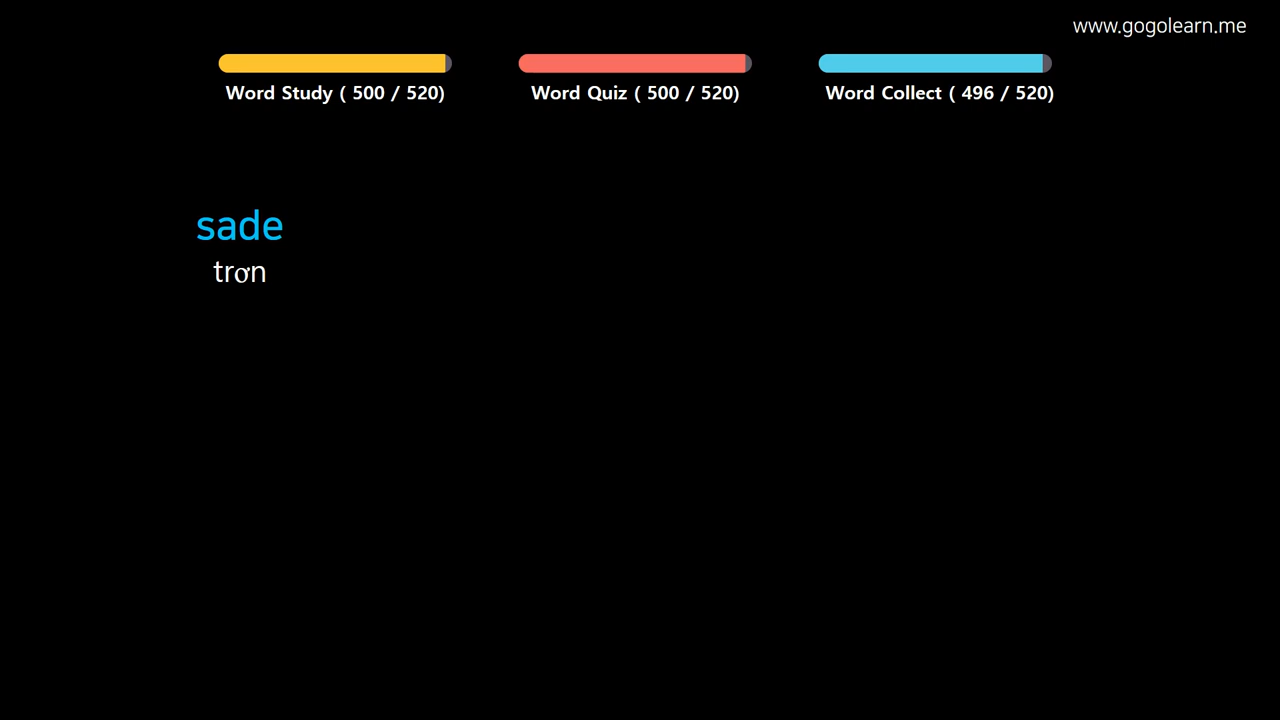 www.gogolearn.me
Word Study ( 500 / 520)
Word Quiz ( 500 / 520)
Word Collect ( 496 / 520)
sade
trơn